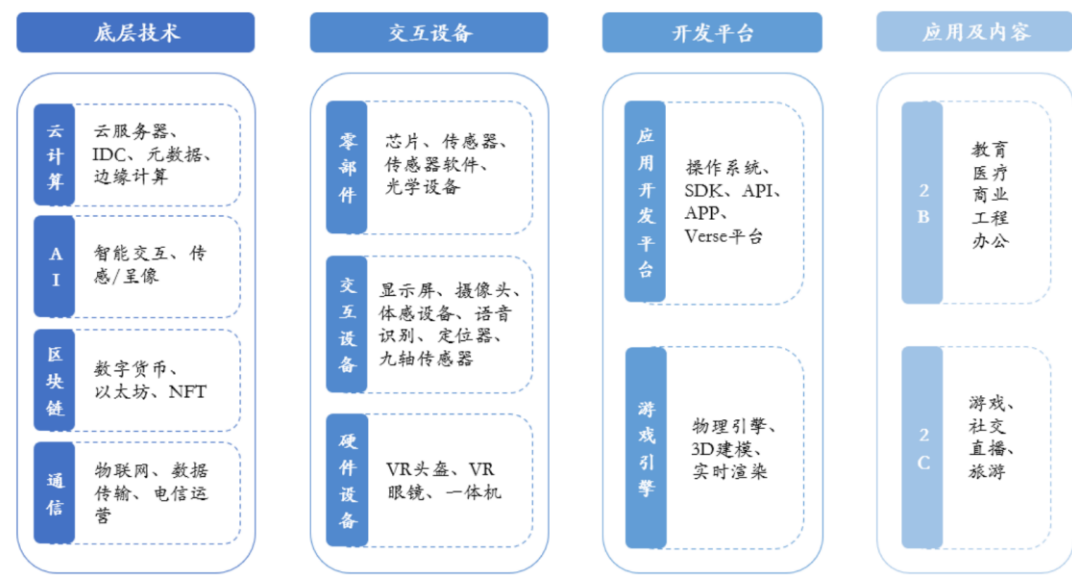 底层技术
云计算
云服务器、
IDC、元数据、
边缘计算
AI
智能交互、传
感/呈像
区块链
数字货币、
以太坊、NFT
通信
物联网、数据
传输、电信运
营
交互设备
零部件
芯片、传感器、
传感器软件、
光学设备
交互设备
显示屏、摄像头、
体感设备、语音
识别、定位器、
九轴传感器
硬件设备
VR头盔、VR
眼镜、一体机
开发平台
应用开发平台
操作系统、
SDK、API、
APP、
Verse平台
游戏引擎
物理引擎、
3D建模、
实时渲染
应用及内容
2B
教育
医疗
商业
工程
办公
2C
游戏、
社交
直播、
旅游